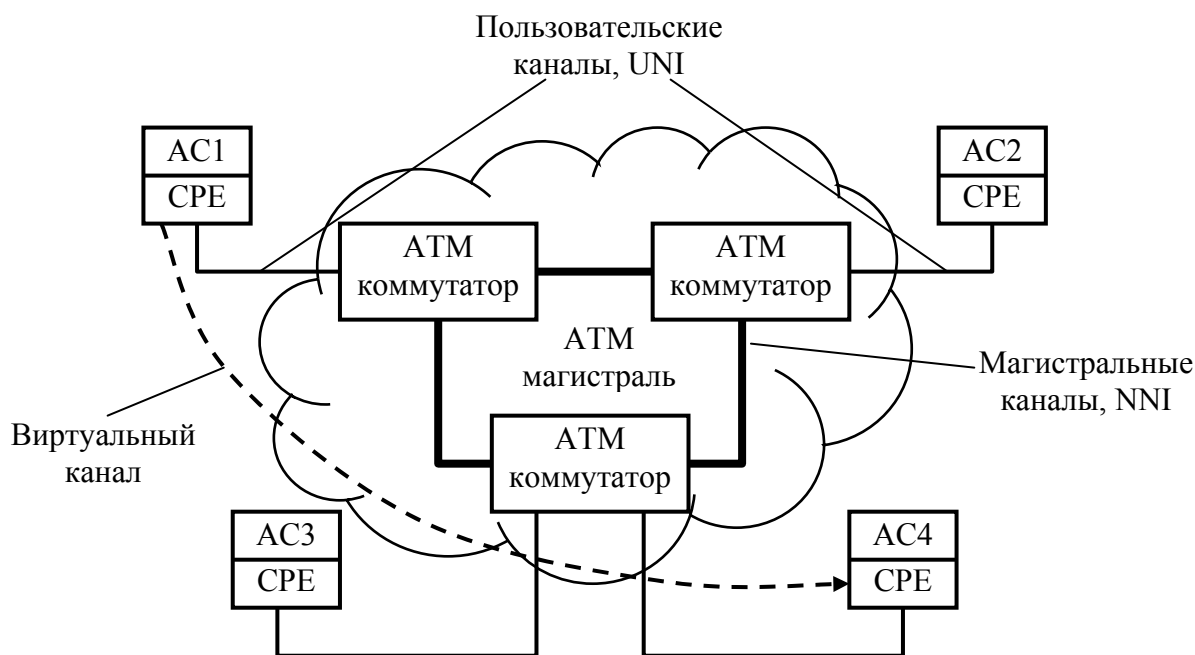 Пользовательские
каналы, UNI
АС1
CPE
АС2
CPE
АТМ
коммутатор
АТМ
коммутатор
АТМ
магистраль
Магистральные
каналы, NNI
Виртуальный
канал
АТМ
коммутатор
АС3
CPE
АС4
CPE